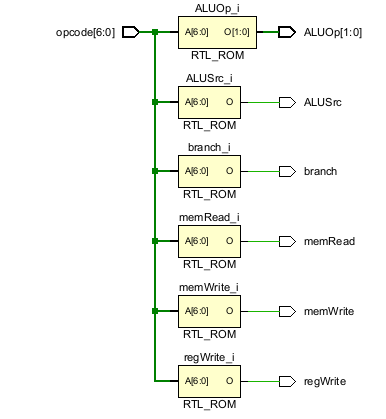 ALUOp_i
opcode[6:0] A[6:0] O[1:0] ALUOp[1:0]
RTL_ROM
ALUSrc_i
A[6:0] O ALUSrc
RTL_ROM
branch_i
A[6:0] O branch
RTL_ROM
memRead_i
A[6:0] O memRead
RTL_ROM
memWrite_i
A[6:0] O memWrite
RTL_ROM
regWrite_i
A[6:0] O regWrite
RTL_ROM